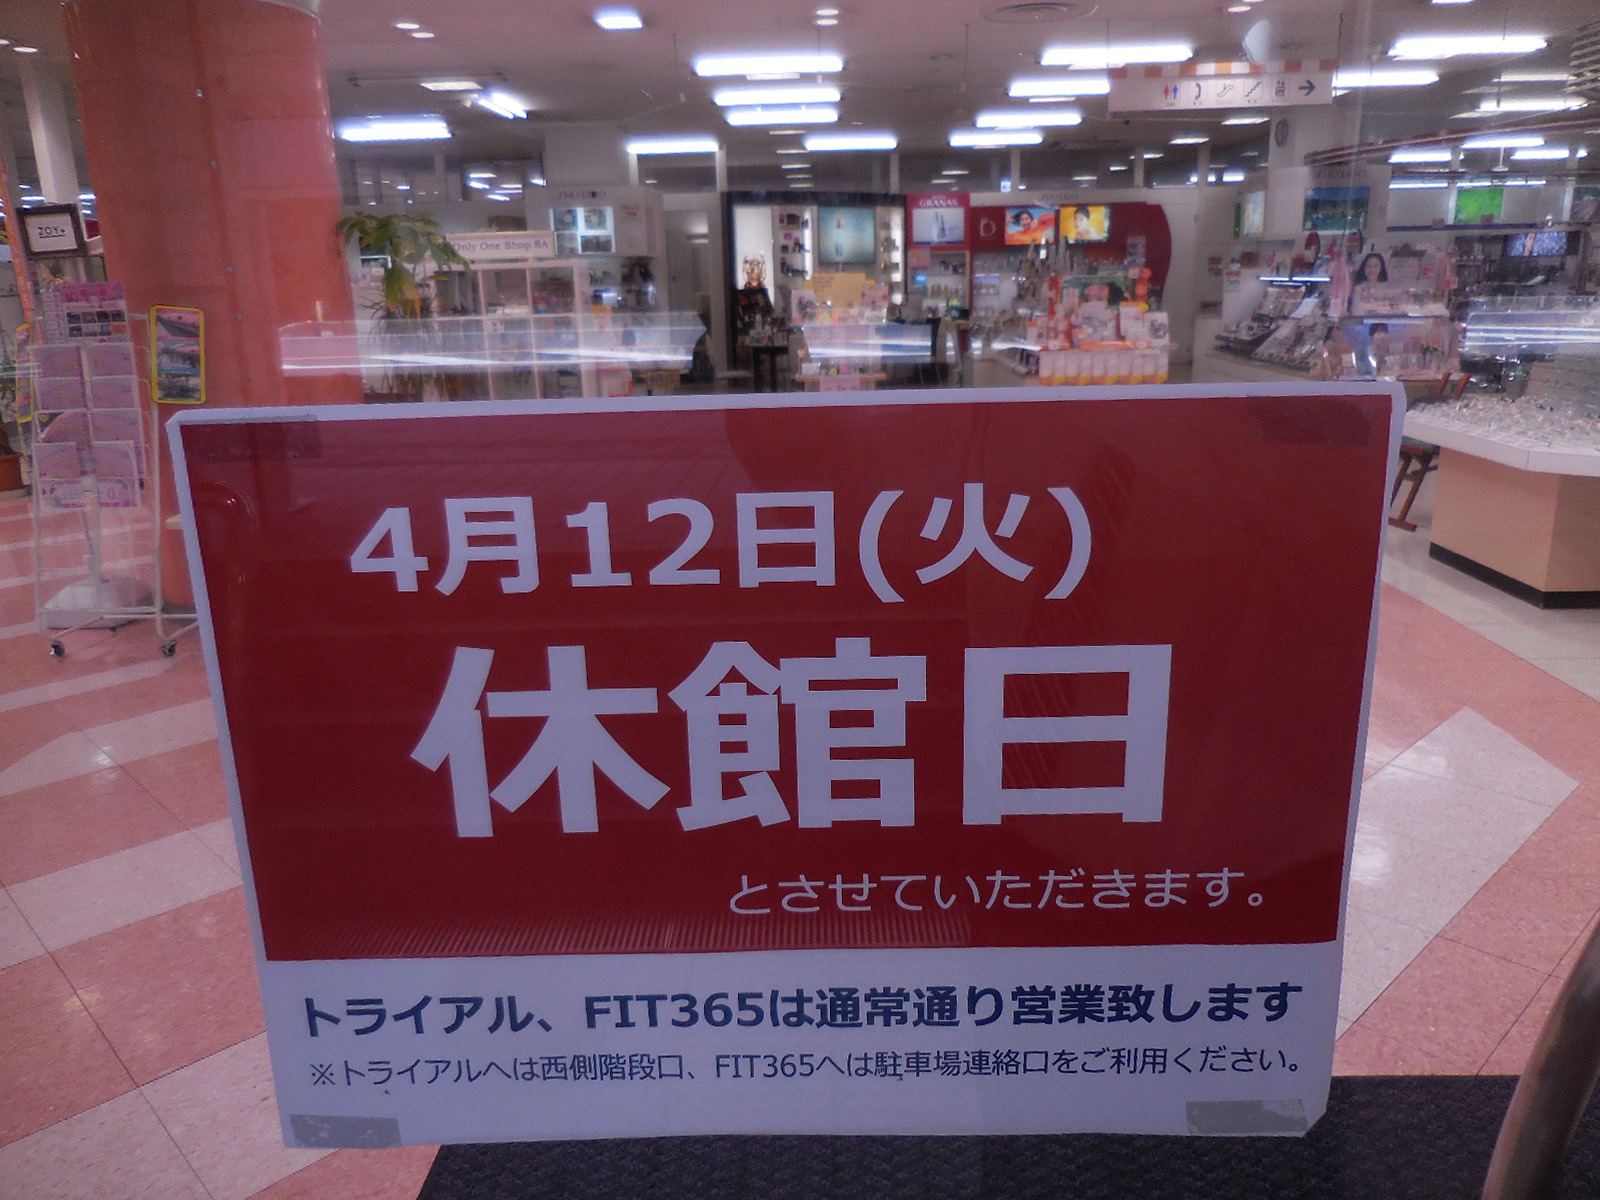 SHISEIDO
GRANAS
JOY+
Only One Shop SA
4月12日(火)
休館日
とさせていただきます。
トライアル、FIT365は通常通り営業致します
※トライアルへは西側階段口、FIT365へは駐車場連絡口をご利用ください。